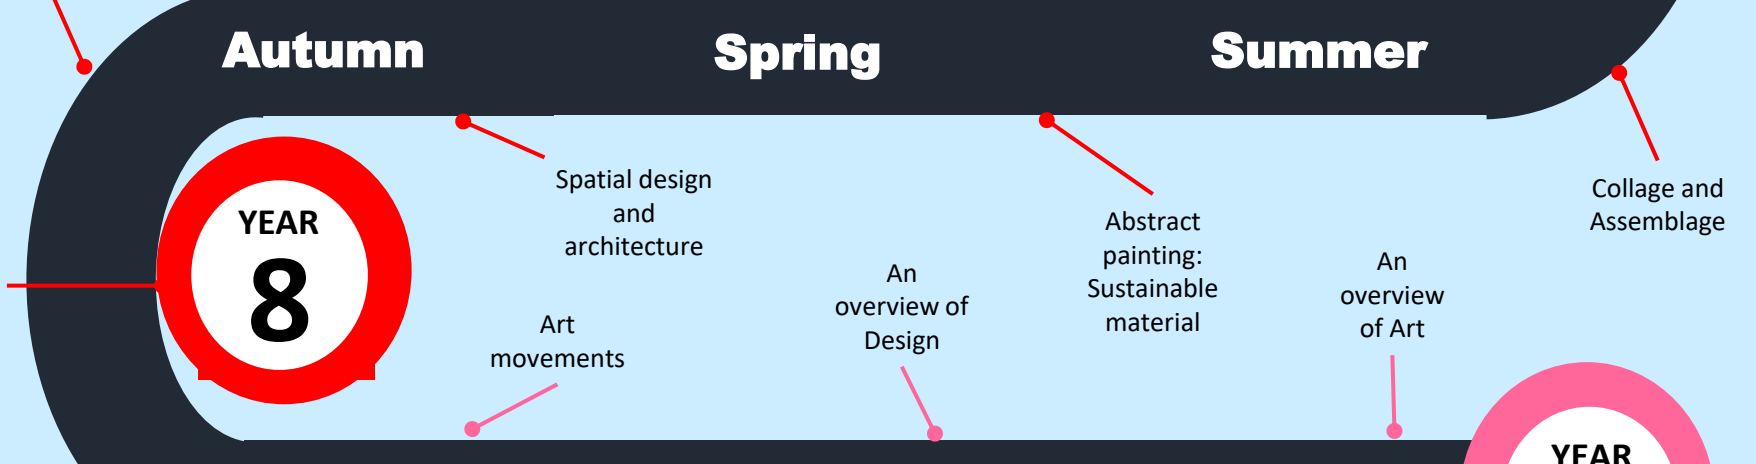 Autumn
Spring
Summer
Spatial design
and
architecture
Abstract
painting:
Sustainable
material
Collage and
Assemblage
YEAR
8
Art
movements
An
overview of
Design
An
overview
of Art
YEAR